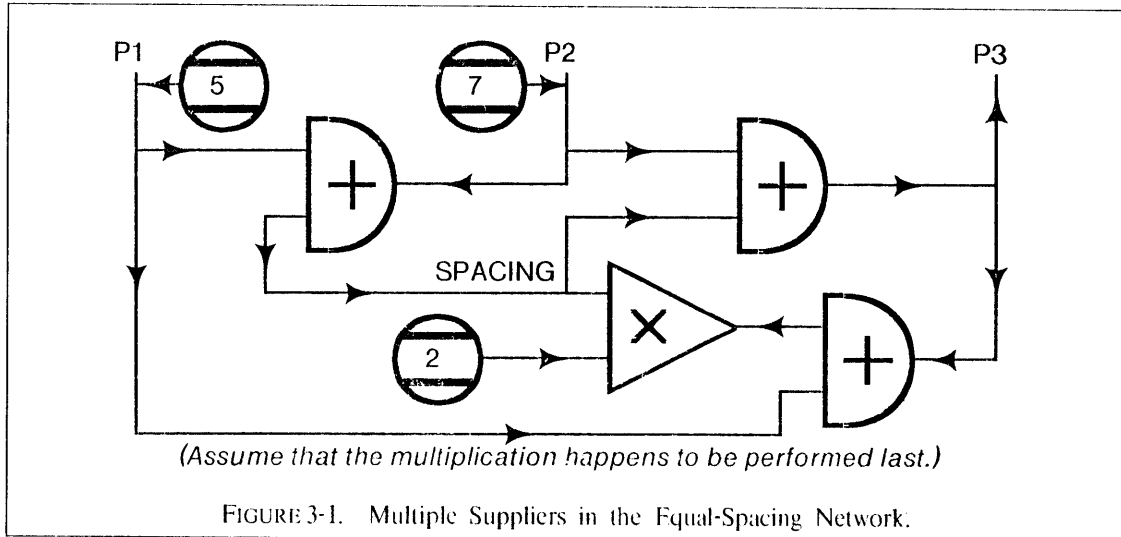 P1 5 7 P2 P3
+
+
SPACING
×
2 +
(Assume that the multiplication happens to be performed last.)
FIGURE 3-1. Multiple Suppliers in the Equal-Spacing Network.